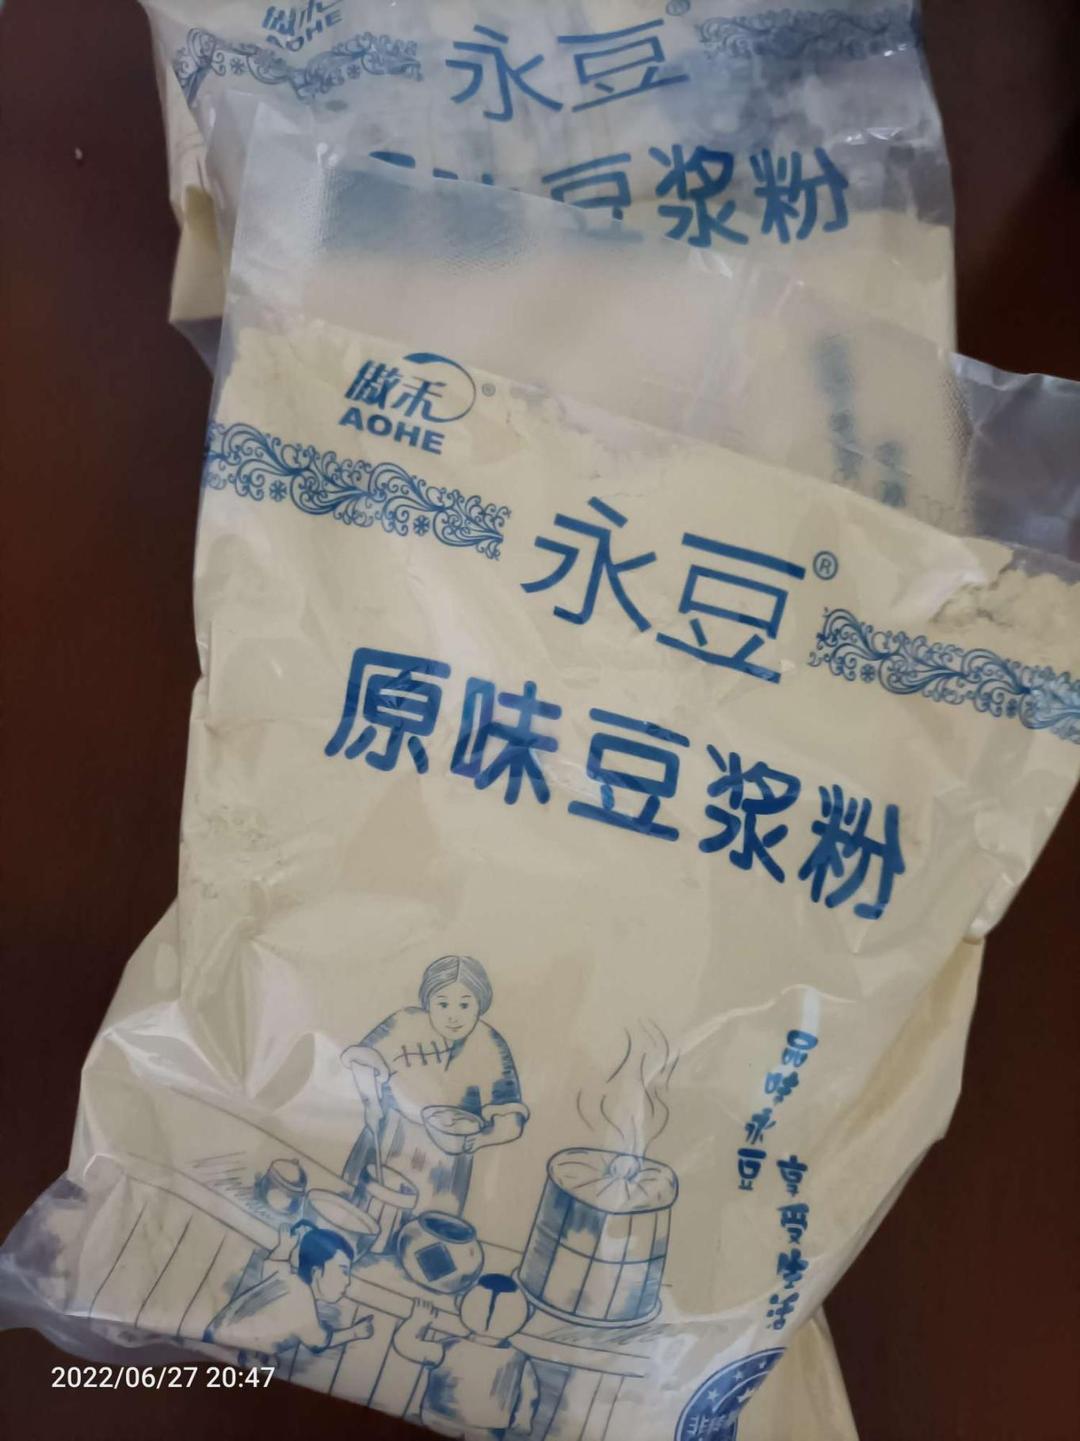 傲禾
AOHE
永豆®
豆浆粉
傲禾®
AOHE
永豆®
原味豆浆粉
品味永豆
享受生活
2022/06/27 20:47